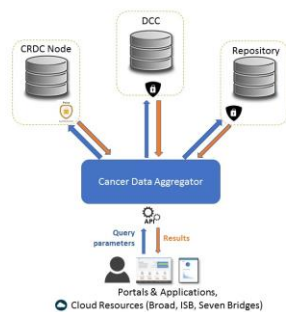 DCC
CRDC Node
Repository
Cancer Data Aggregator
API
Query
parameters
Results
Portals & Applications,
Cloud Resources (Broad, ISB, Seven Bridges)